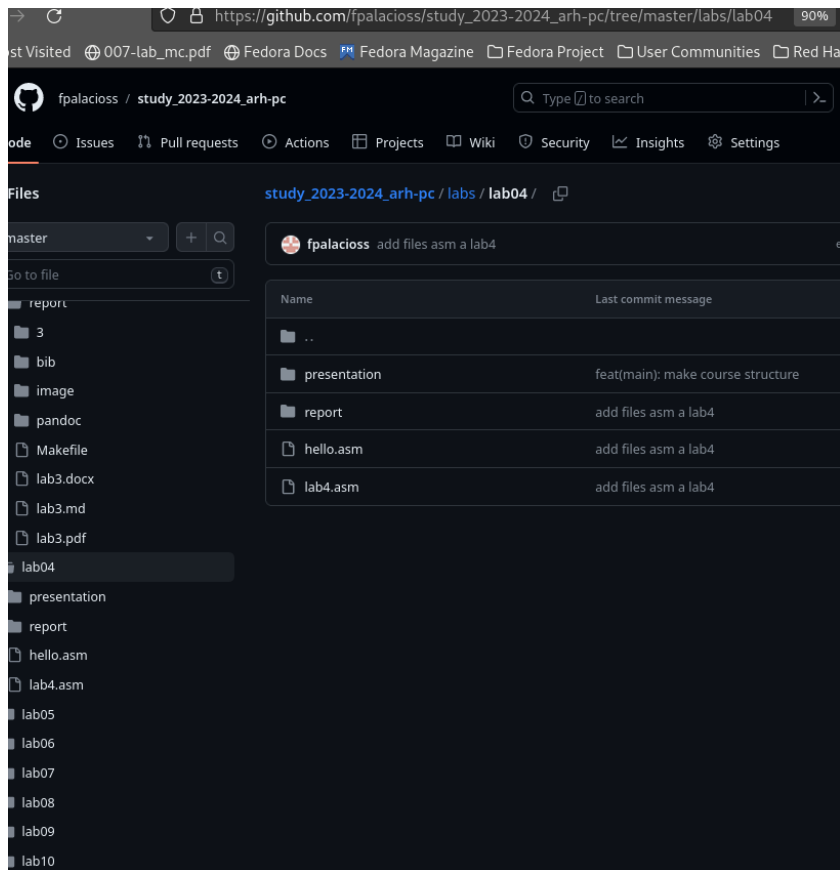 https://github.com/fpalacioss/study_2023-2024_arh-pc/tree/master/labs/lab04 90%
ost Visited 007-lab_mc.pdf Fedora Docs FM Fedora Magazine Fedora Project User Communities Red Ha
fpalacioss / study_2023-2024_arh-pc Type / to search
ode Issues Pull requests Actions Projects Wiki Security Insights Settings
Files
study_2023-2024_arh-pc / labs / lab04 /
master
fpalacioss add files asm a lab4
Go to file t
Name Last commit message
report
3
..
bib
presentation feat(main): make course structure
image
report add files asm a lab4
pandoc
hello.asm add files asm a lab4
Makefile
lab3.docx
lab4.asm add files asm a lab4
lab3.md
lab3.pdf
lab04
presentation
report
hello.asm
lab4.asm
lab05
lab06
lab07
lab08
lab09
lab10